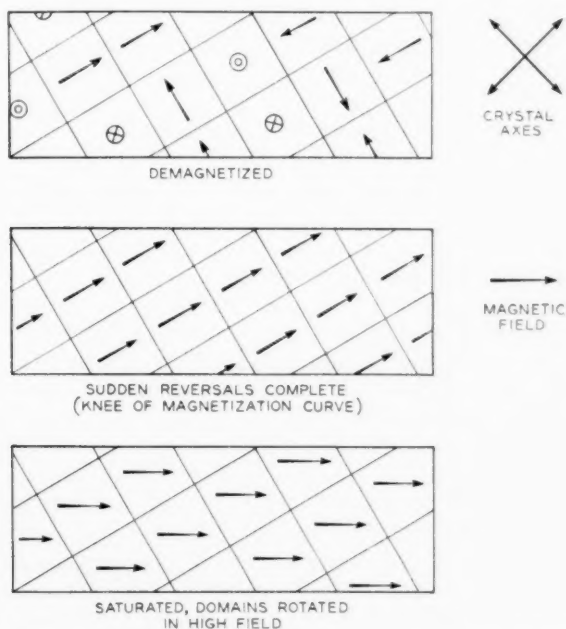 CRYSTAL
AXES
DEMAGNETIZED
MAGNETIC
FIELD
SUDDEN REVERSALS COMPLETE
(KNEE OF MAGNETIZATION CURVE)
SATURATED, DOMAINS ROTATED
IN HIGH FIELD